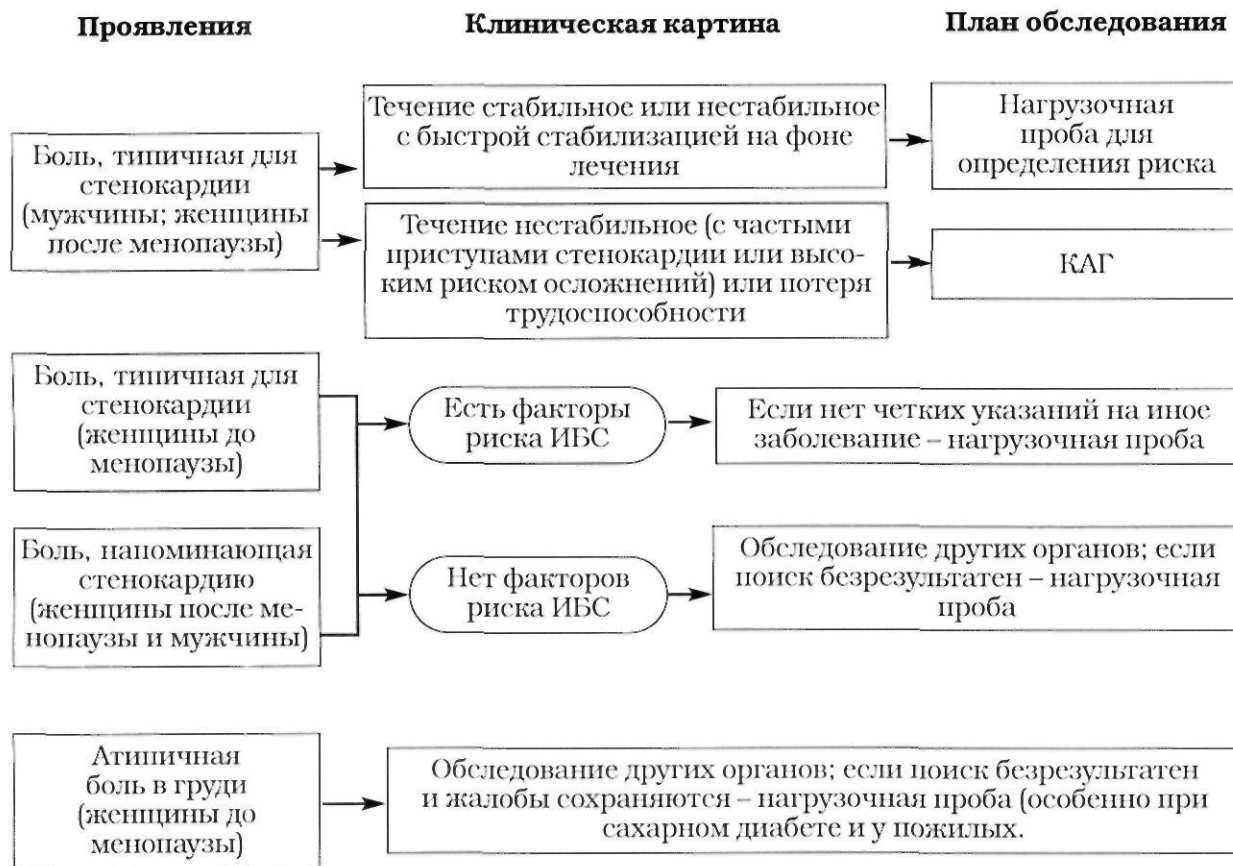 Проявления
Клиническая картина
План обследования
Боль, типичная для
стенокардии
(мужчины; женщины
после менопаузы)
Течение стабильное или нестабильное
с быстрой стабилизацией на фоне
лечения
Нагрузочная
проба для
определения риска
Течение нестабильное (с частыми
приступами стенокардии или высо-
ким риском осложнений) или потеря
трудоспособности
КАГ
Боль, типичная для
стенокардии
(женщины до
менопаузы)
Есть факторы
риска ИБС
Если нет четких указаний на иное
заболевание – нагрузочная проба
Боль, напоминающая
стенокардию
(женщины после ме-
нопаузы и мужчины)
Нет факторов
риска ИБС
Обследование других органов; если
поиск безрезультатен – нагрузочная
проба
Атипичная
боль в груди
(женщины до
менопаузы)
Обследование других органов; если поиск безрезультатен
и жалобы сохраняются – нагрузочная проба (особенно при
сахарном диабете и у пожилых.